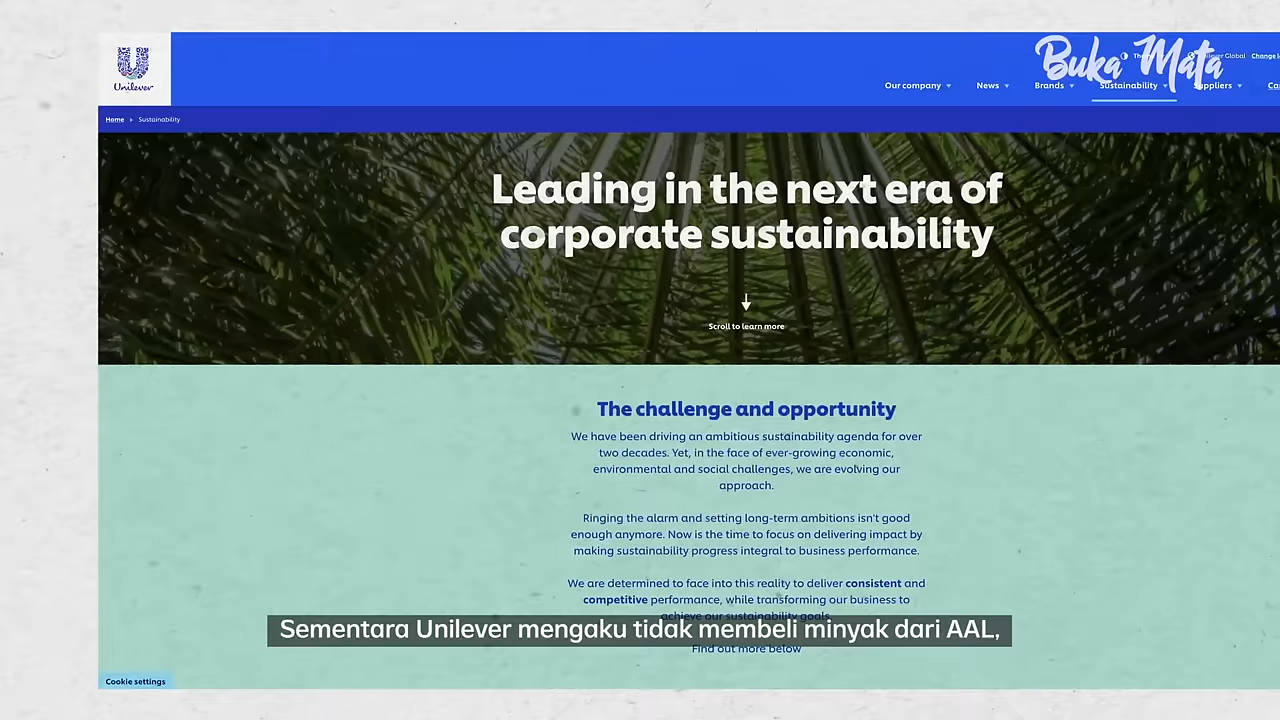 Unilever
Buka Mata
Our company
News
Brands
Sustainability
Suppliers
Home
Sustainability
Leading in the next era of
corporate sustainability
Scroll to learn more
The challenge and opportunity
We have been driving an ambitious sustainability agenda for over
two decades. Yet, in the face of ever-growing economic,
environmental and social challenges, we are evolving our
approach.
Ringing the alarm and setting long-term ambitions isn't good
enough anymore. Now is the time to focus on delivering impact by
making sustainability progress integral to business performance.
We are determined to face into this reality to deliver consistent and
competitive performance, while transforming our business to
achieve our sustainability goals.
Sementara Unilever mengaku tidak membeli minyak dari AAL,
Find out more below
Cookie settings